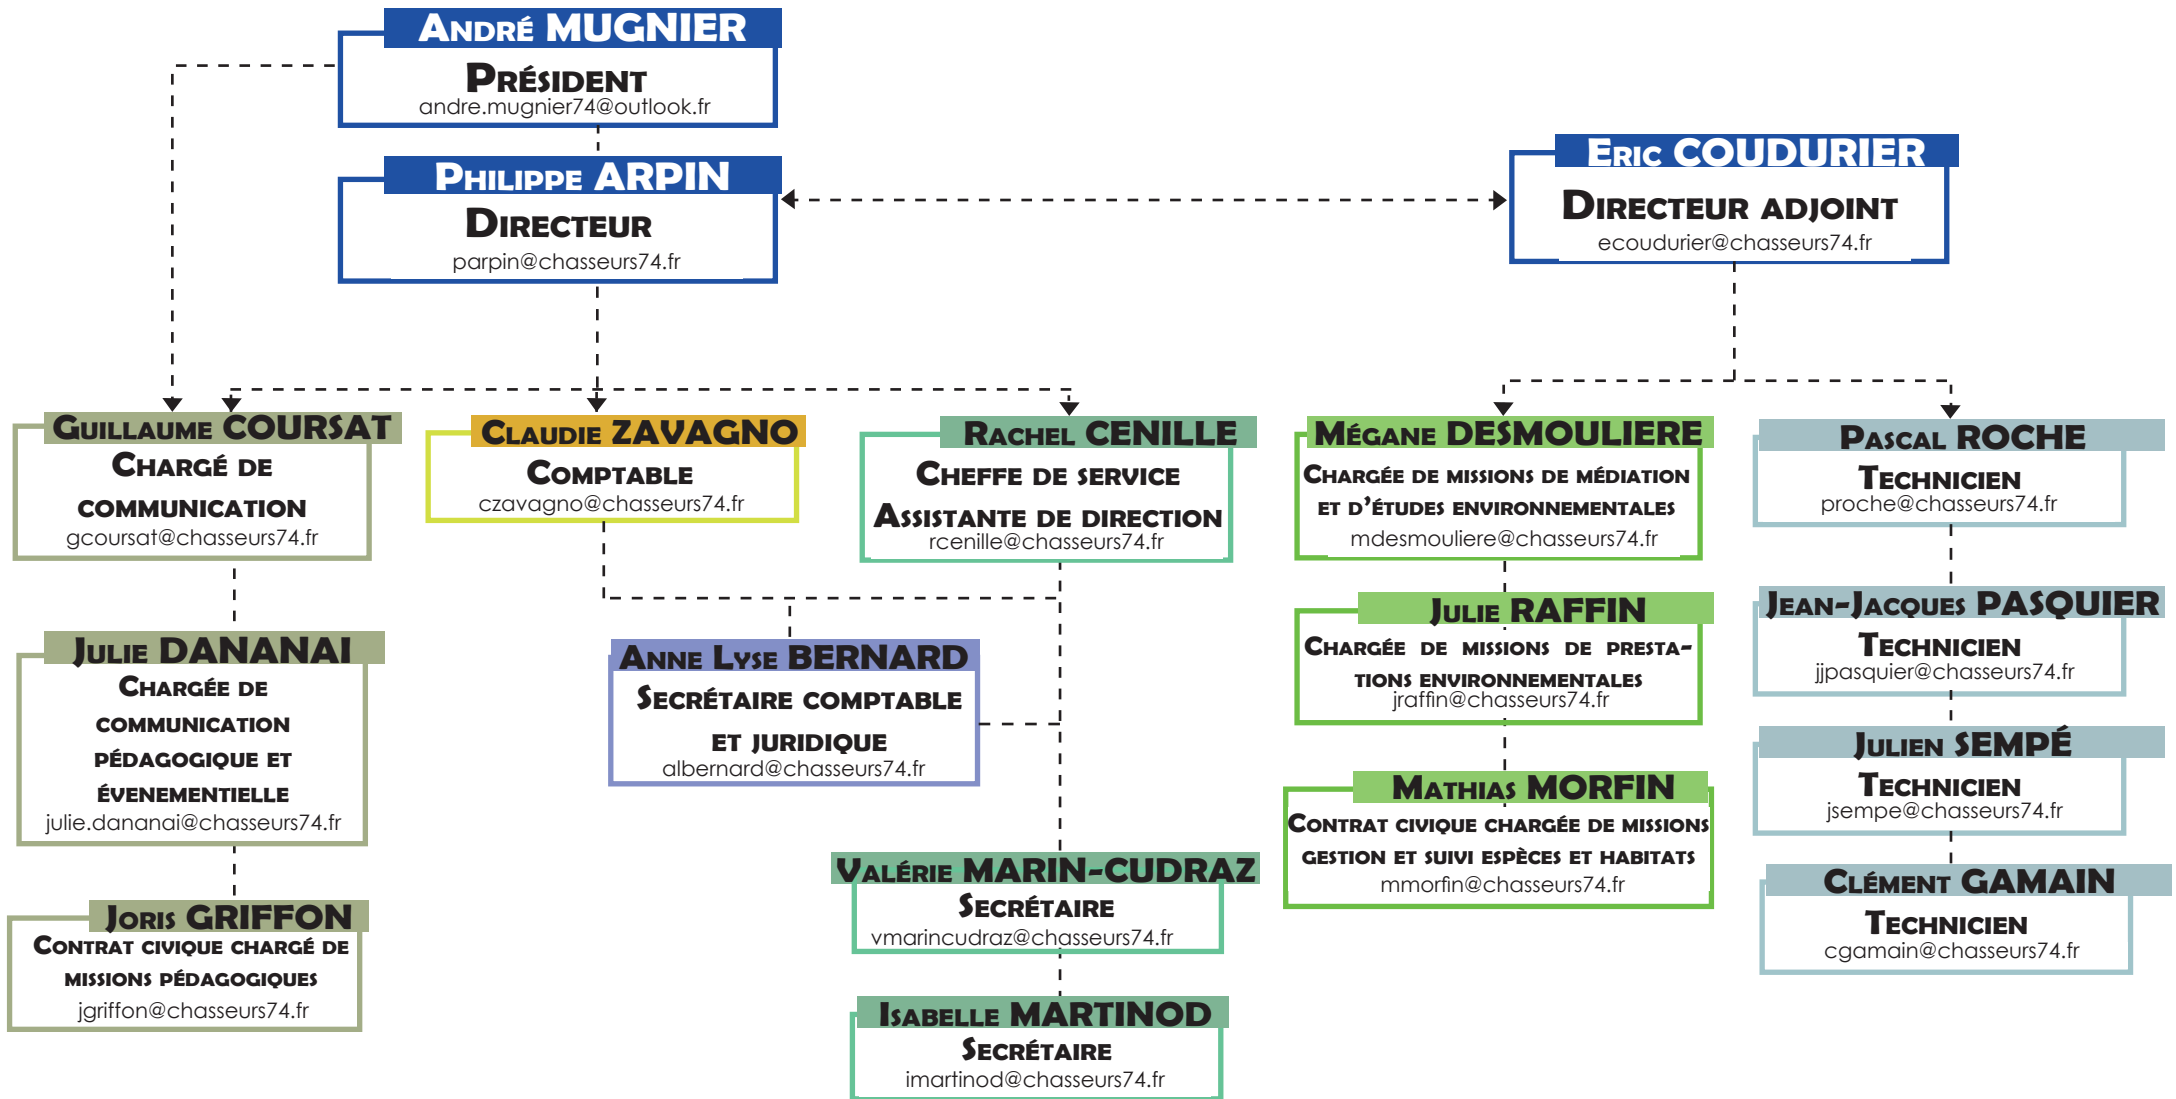 André MUGNIER
Président
andre.mugnier74@outlook.fr
Philippe ARPIN
Directeur
parpin@chasseurs74.fr
Eric COUDURIER
Directeur adjoint
ecoudurier@chasseurs74.fr
Guillaume COURSAT
Chargé de
communication
gcoursat@chasseurs74.fr
Julie DANANAI
Chargée de
communication
pédagogique et
évenementielle
julie.dananai@chasseurs74.fr
Joris GRIFFON
Contrat civique chargé de
missions pédagogiques
jgriffon@chasseurs74.fr
Claudie ZAVAGNO
Comptable
czavagno@chasseurs74.fr
Anne Lyse BERNARD
Secrétaire comptable
et juridique
albernard@chasseurs74.fr
Rachel CENILLE
Cheffe de service
Assistante de direction
rcenille@chasseurs74.fr
Valérie MARIN-CUDRAZ
Secrétaire
vmarincudraz@chasseurs74.fr
Isabelle MARTINOD
Secrétaire
imartinod@chasseurs74.fr
Mégane DESMOULIERE
Chargée de missions de médiation
et d’études environnementales
mdesmouliere@chasseurs74.fr
Julie RAFFIN
Chargée de missions de presta-
tions environnementales
jraffin@chasseurs74.fr
Mathias MORFIN
Contrat civique chargée de missions
gestion et suivi espèces et habitats
mmorfin@chasseurs74.fr
Pascal ROCHE
Technicien
proche@chasseurs74.fr
Jean-Jacques PASQUIER
Technicien
jjpasquier@chasseurs74.fr
Julien SEMPÉ
Technicien
jsempe@chasseurs74.fr
Clément GAMAIN
Technicien
cgamain@chasseurs74.fr